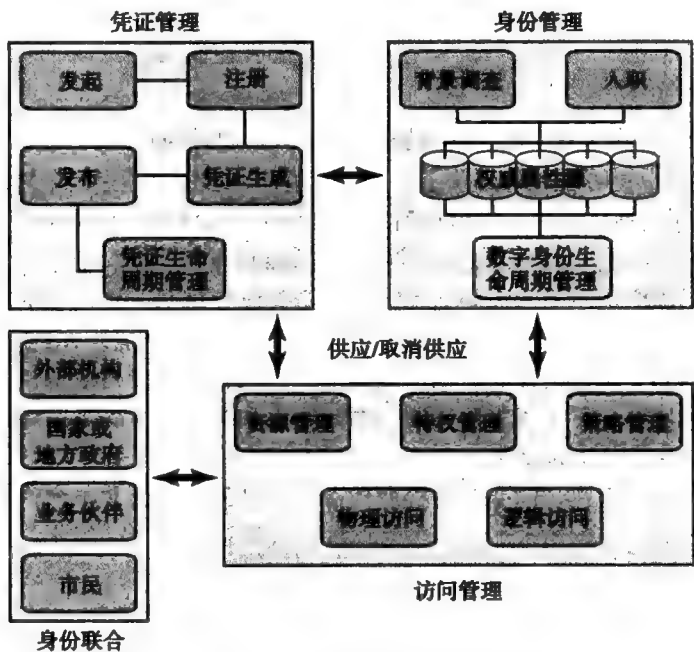 凭证管理
身份管理
发起
注册
背景调查
入职
发布
凭证生成
权威属性源
凭证生命
周期管理
数字身份生
命周期管理
供应/取消供应
外部机构
国家或
地方政府
业务伙伴
市民
资源管理
特权管理
策略管理
物理访问
逻辑访问
访问管理
身份联合